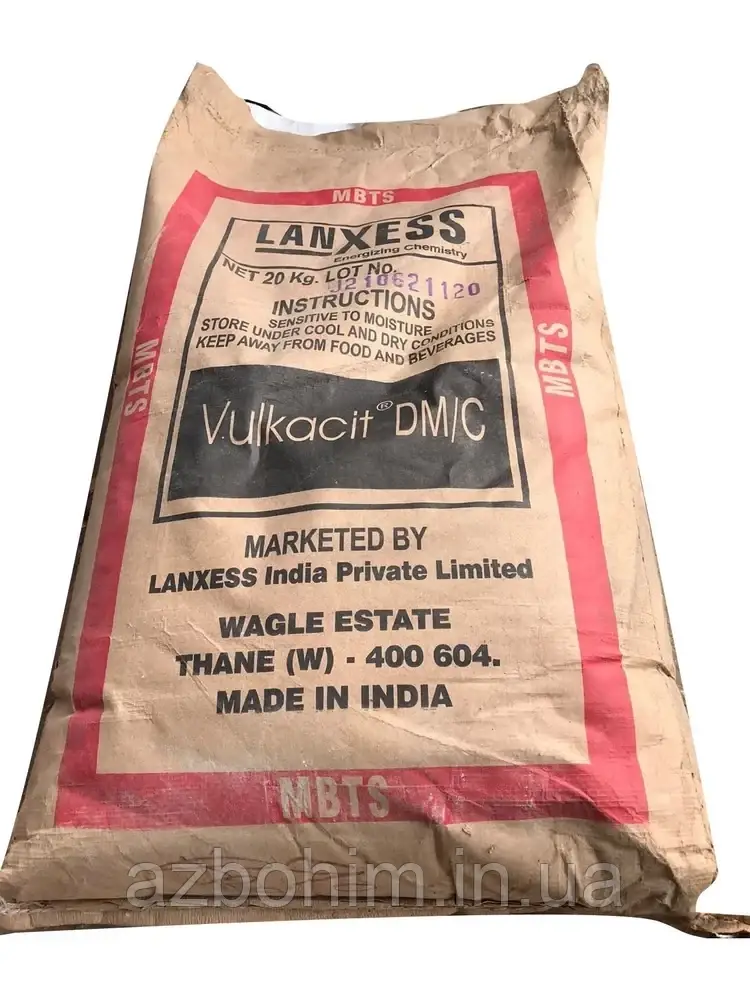 MBTS
LANXESS
Energizing Chemistry
NET 20 Kg. LOT No.
J210621120
INSTRUCTIONS
SENSITIVE TO MOISTURE
STORE UNDER COOL AND DRY CONDITIONS
KEEP AWAY FROM FOOD AND BEVERAGES
MBTS
MBTS
Vulkacit® DM/C
MARKETED BY
LANXESS India Private Limited
WAGLE ESTATE
THANE (W) - 400 604.
MADE IN INDIA
MBTS
azbohim.in.ua